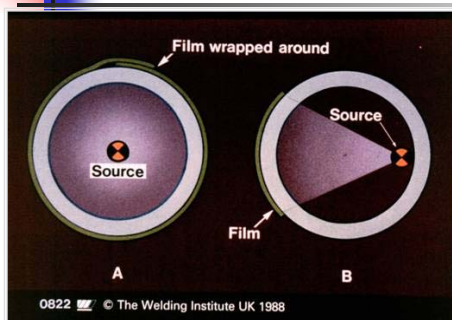 Film wrapped around
Source
Source
Film
A
B
0822 © The Welding Institute UK 1988